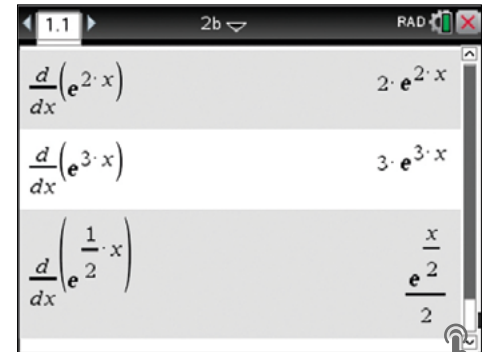 1.1 2b RAD
d/dx(e^(2·x)) 2·e^(2·x)
d/dx(e^(3·x)) 3·e^(3·x)
d/dx(e^(1/2·x)) e^(x/2)/2